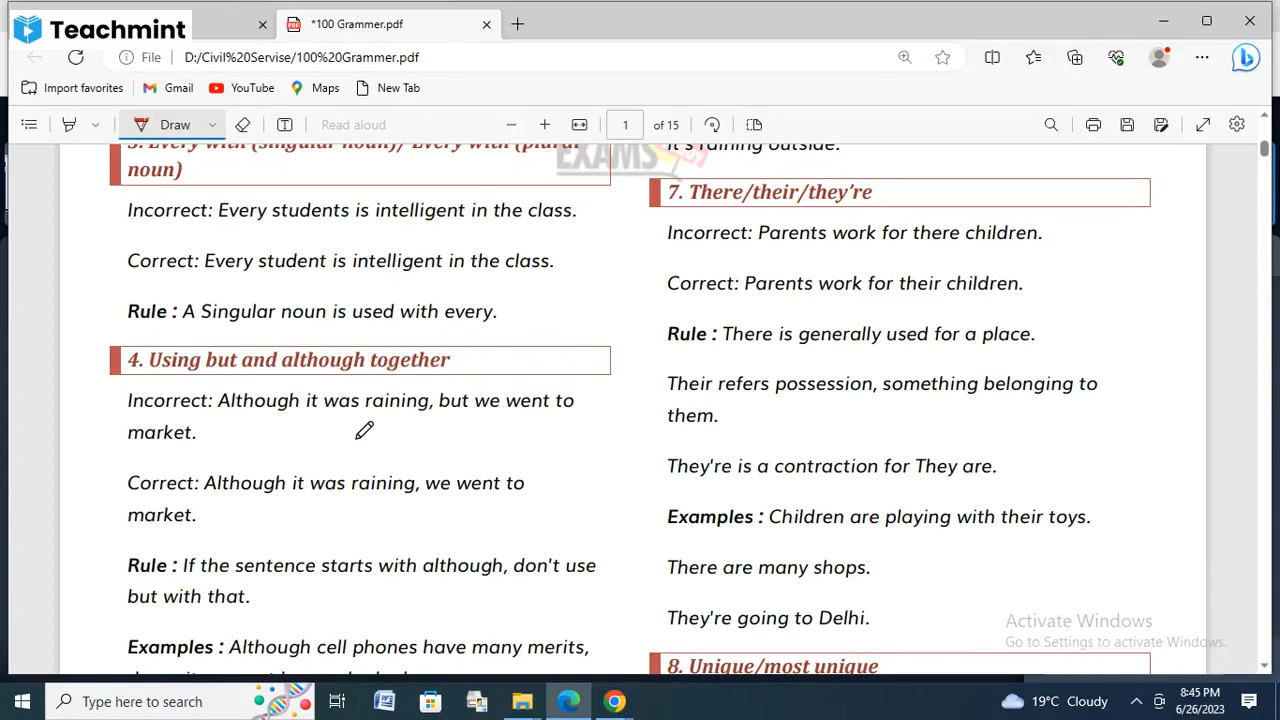 Teachmint
*100 Grammer.pdf
File
D:/Civil%20Servise/100%20Grammer.pdf
Import favorites
Gmail
YouTube
Maps
New Tab
Draw
Read aloud
1
of 15
EXAMS
3. Every with (singular noun)/ Every with (plural
noun)
Incorrect: Every students is intelligent in the class.
Correct: Every student is intelligent in the class.
Rule : A Singular noun is used with every.
4. Using but and although together
Incorrect: Although it was raining, but we went to
market.
Correct: Although it was raining, we went to
market.
Rule : If the sentence starts with although, don't use
but with that.
Examples : Although cell phones have many merits,
It's raining outside.
7. There/their/they're
Incorrect: Parents work for there children.
Correct: Parents work for their children.
Rule : There is generally used for a place.
Their refers possession, something belonging to
them.
They're is a contraction for They are.
Examples : Children are playing with their toys.
There are many shops.
They're going to Delhi.
8. Unique/most unique
Activate Windows
Go to Settings to activate Windows.
Type here to search
19°C Cloudy
8:45 PM
6/26/2023